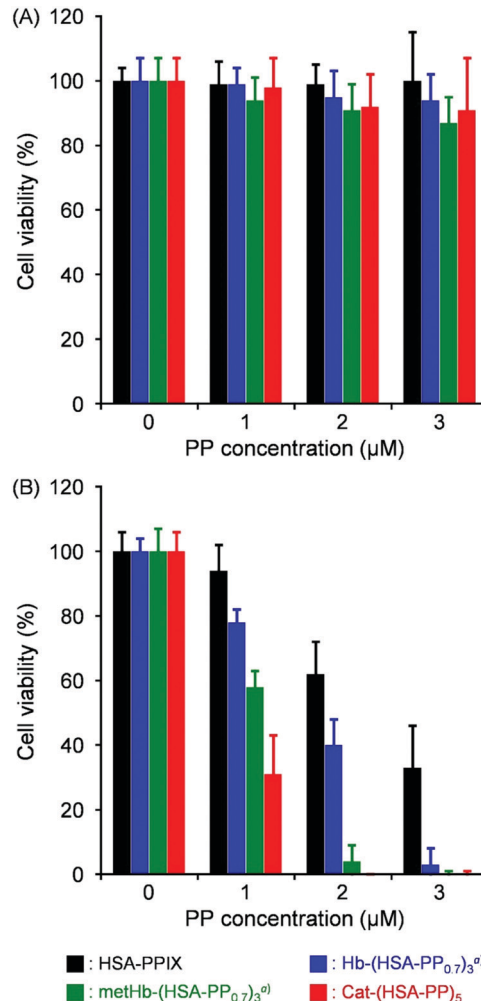 (A)
120
100
80
60
40
20
0
Cell viability (%)
0 1 2 3
PP concentration (µM)
(B)
120
100
80
60
40
20
0
Cell viability (%)
0 1 2 3
PP concentration (µM)
: HSA-PPIX : Hb-(HSA-PP0.7)3a)
: metHb-(HSA-PP0.7)3a) : Cat-(HSA-PP)5